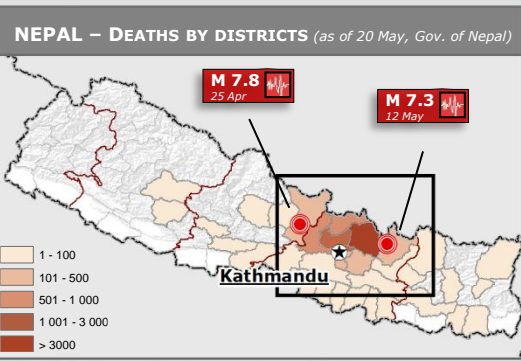 NEPAL – DEATHS BY DISTRICTS (as of 20 May, Gov. of Nepal)
M 7.8
25 Apr
M 7.3
12 May
Kathmandu
1 - 100
101 - 500
501 - 1 000
1 001 - 3 000
> 3000